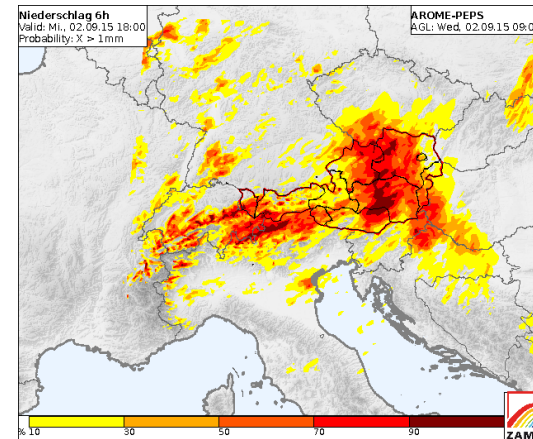 Niederschlag 6h
Valid: Mi., 02.09.15 18:00
Probability: X > 1mm
AROME-PEPS
AGL: Wed, 02.09.15 09:0
% 10 30 50 70 90
ZAM